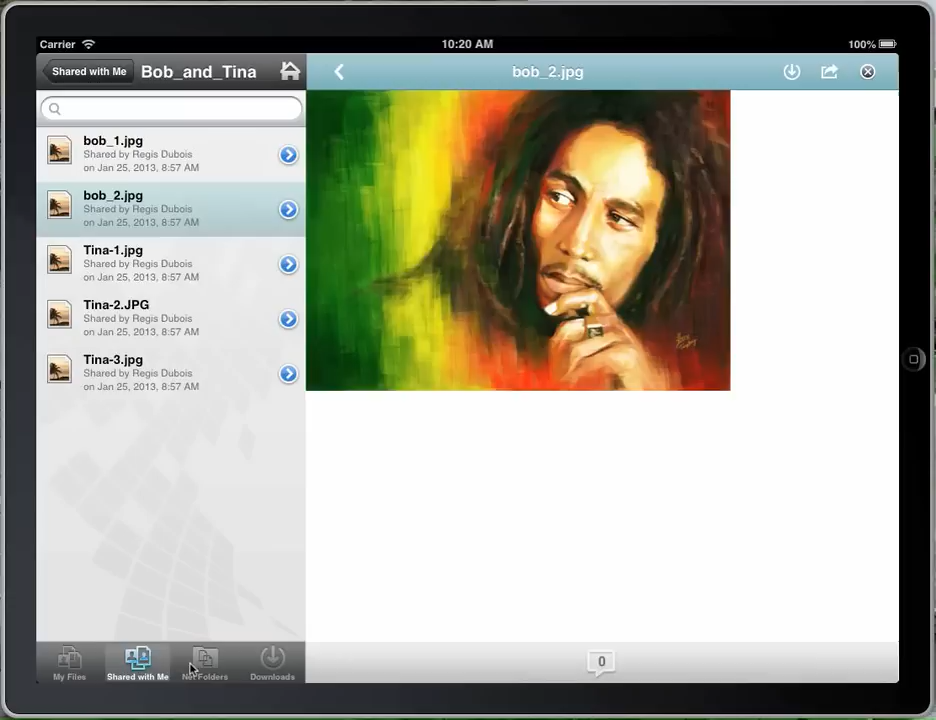 Carrier 10:20 AM 100%
Shared with Me Bob_and_Tina bob_2.jpg
bob_1.jpg
Shared by Regis Dubois
on Jan 25, 2013, 8:57 AM
bob_2.jpg
Shared by Regis Dubois
on Jan 25, 2013, 8:57 AM
Tina-1.jpg
Shared by Regis Dubois
on Jan 25, 2013, 8:57 AM
Tina-2.JPG
Shared by Regis Dubois
on Jan 25, 2013, 8:57 AM
Tina-3.jpg
Shared by Regis Dubois
on Jan 25, 2013, 8:57 AM
My Files Shared with Me Net Folders Downloads
0